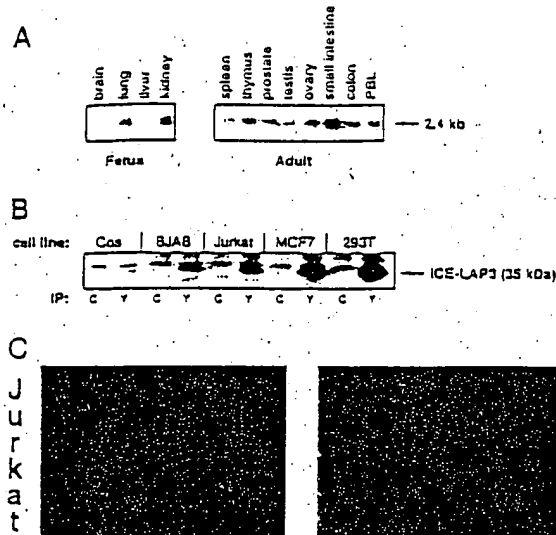 A
brain
lung
liver
kidney
spleen
thymus
prostate
testis
ovary
small intestine
colon
PBL
2.4 kb
Fetus
Adult
B
cell line: Cos BJAB Jurkat MCF7 293T
ICE-LAP3 (35 kDa)
IP: C Y C Y C Y C Y C Y
C
Jurkat